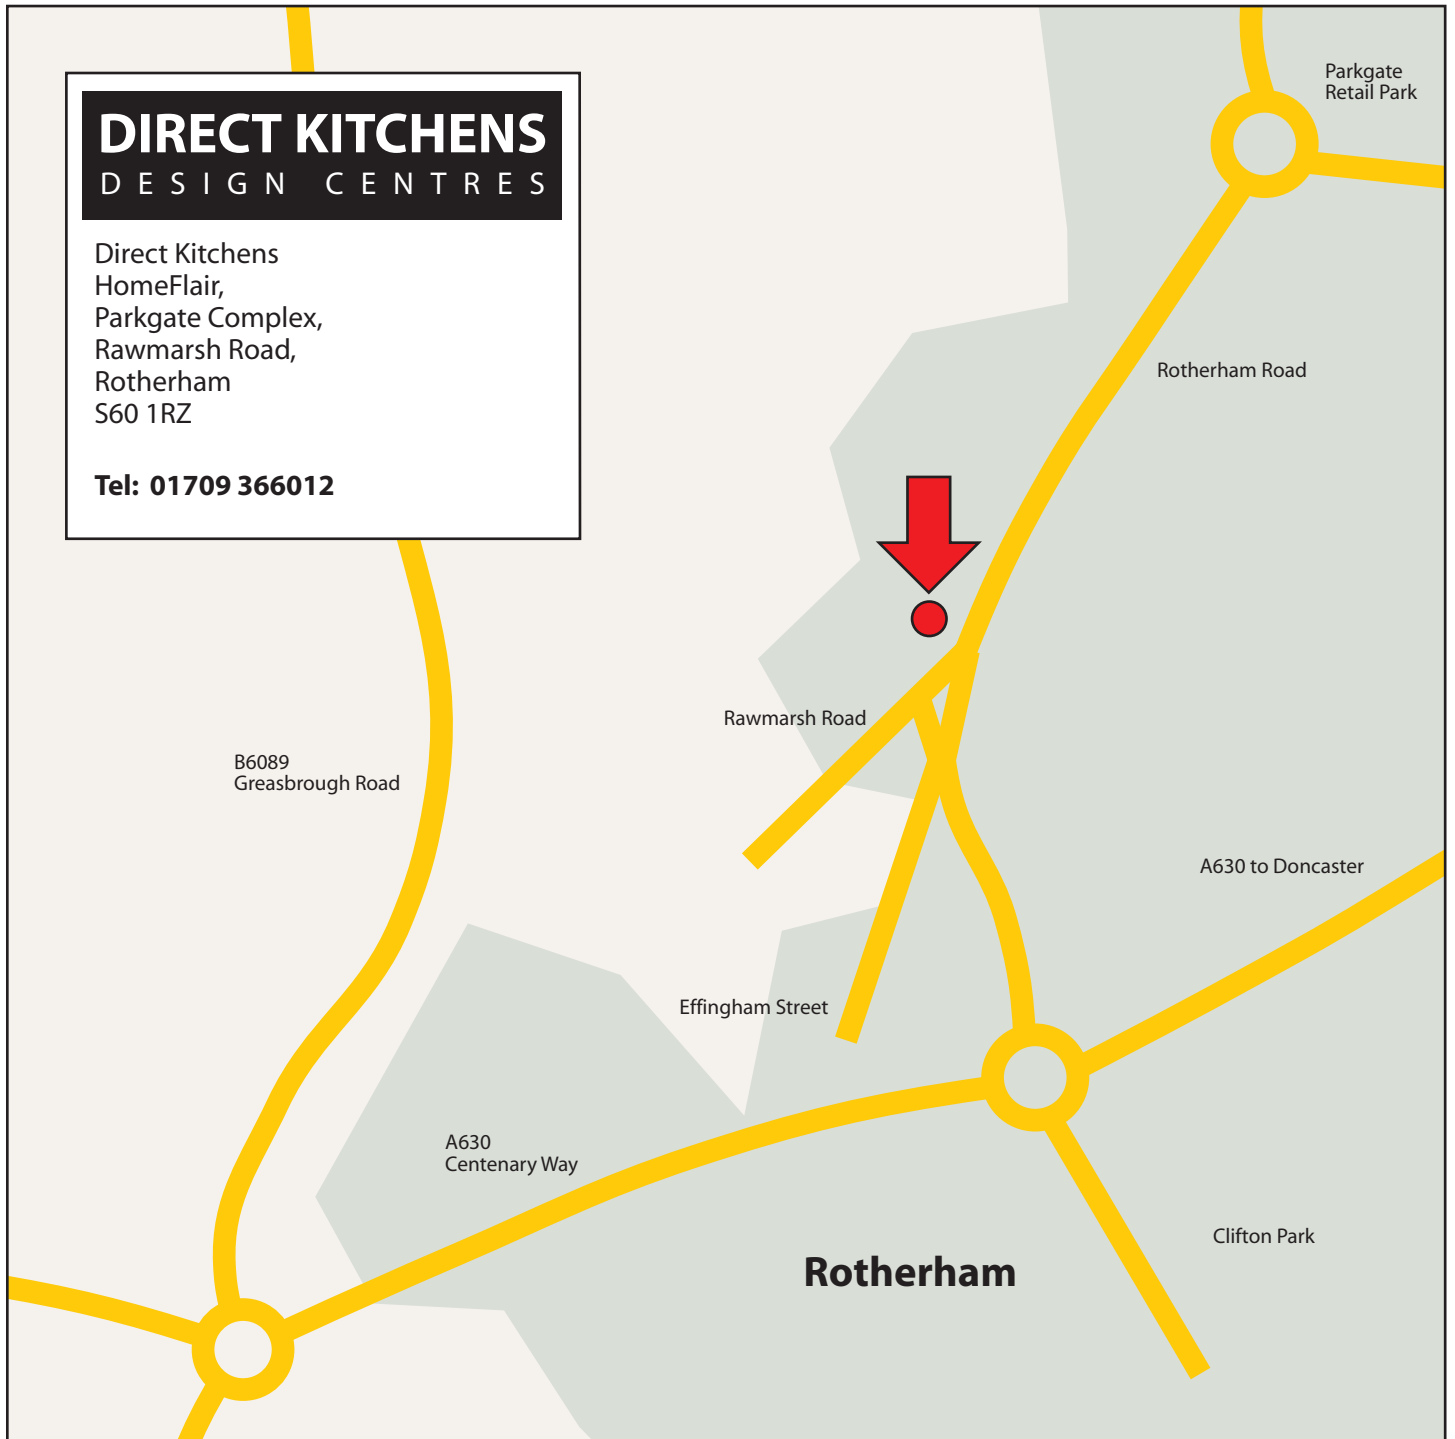 DIRECT KITCHENS
DESIGN CENTRES
Direct Kitchens
HomeFlair,
Parkgate Complex,
Rawmarsh Road,
Rotherham
S60 1RZ
Tel: 01709 366012
Parkgate
Retail Park
Rotherham Road
Rawmarsh Road
B6089
Greasbrough Road
A630 to Doncaster
Effingham Street
A630
Centenary Way
Clifton Park
Rotherham